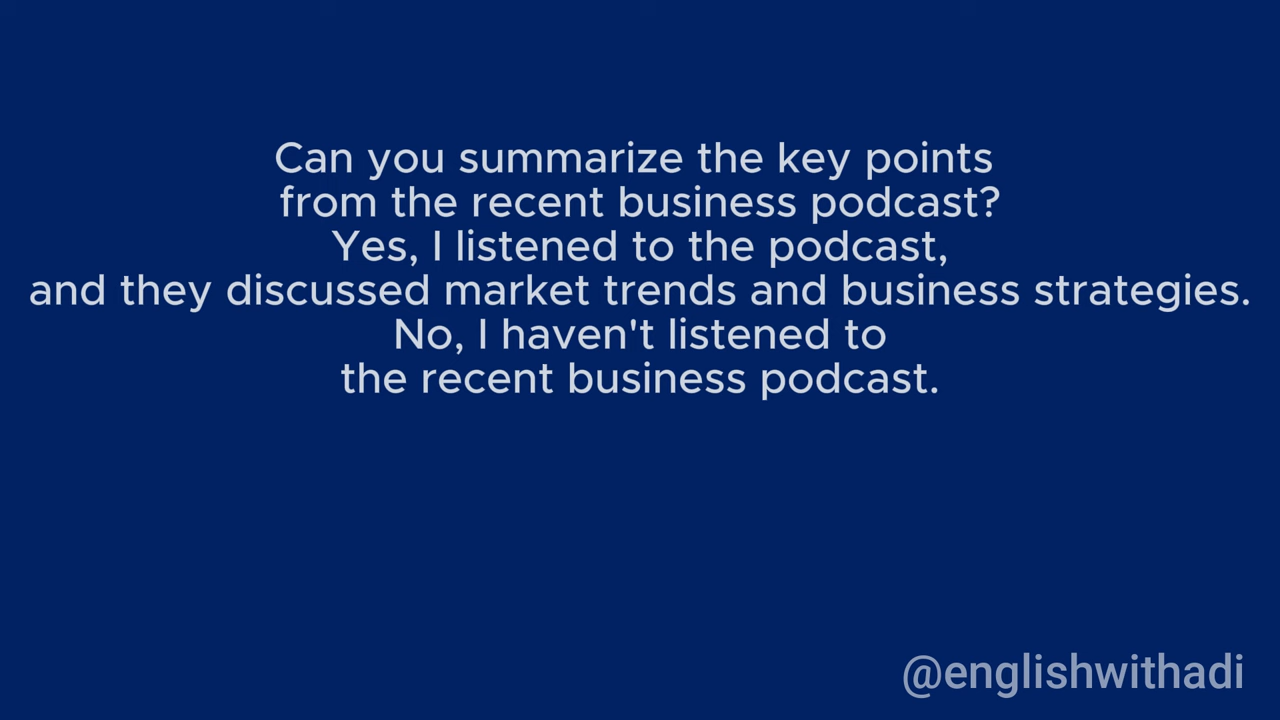 Can you summarize the key points
from the recent business podcast?
Yes, I listened to the podcast,
and they discussed market trends and business strategies.
No, I haven't listened to
the recent business podcast.
@englishwithadi